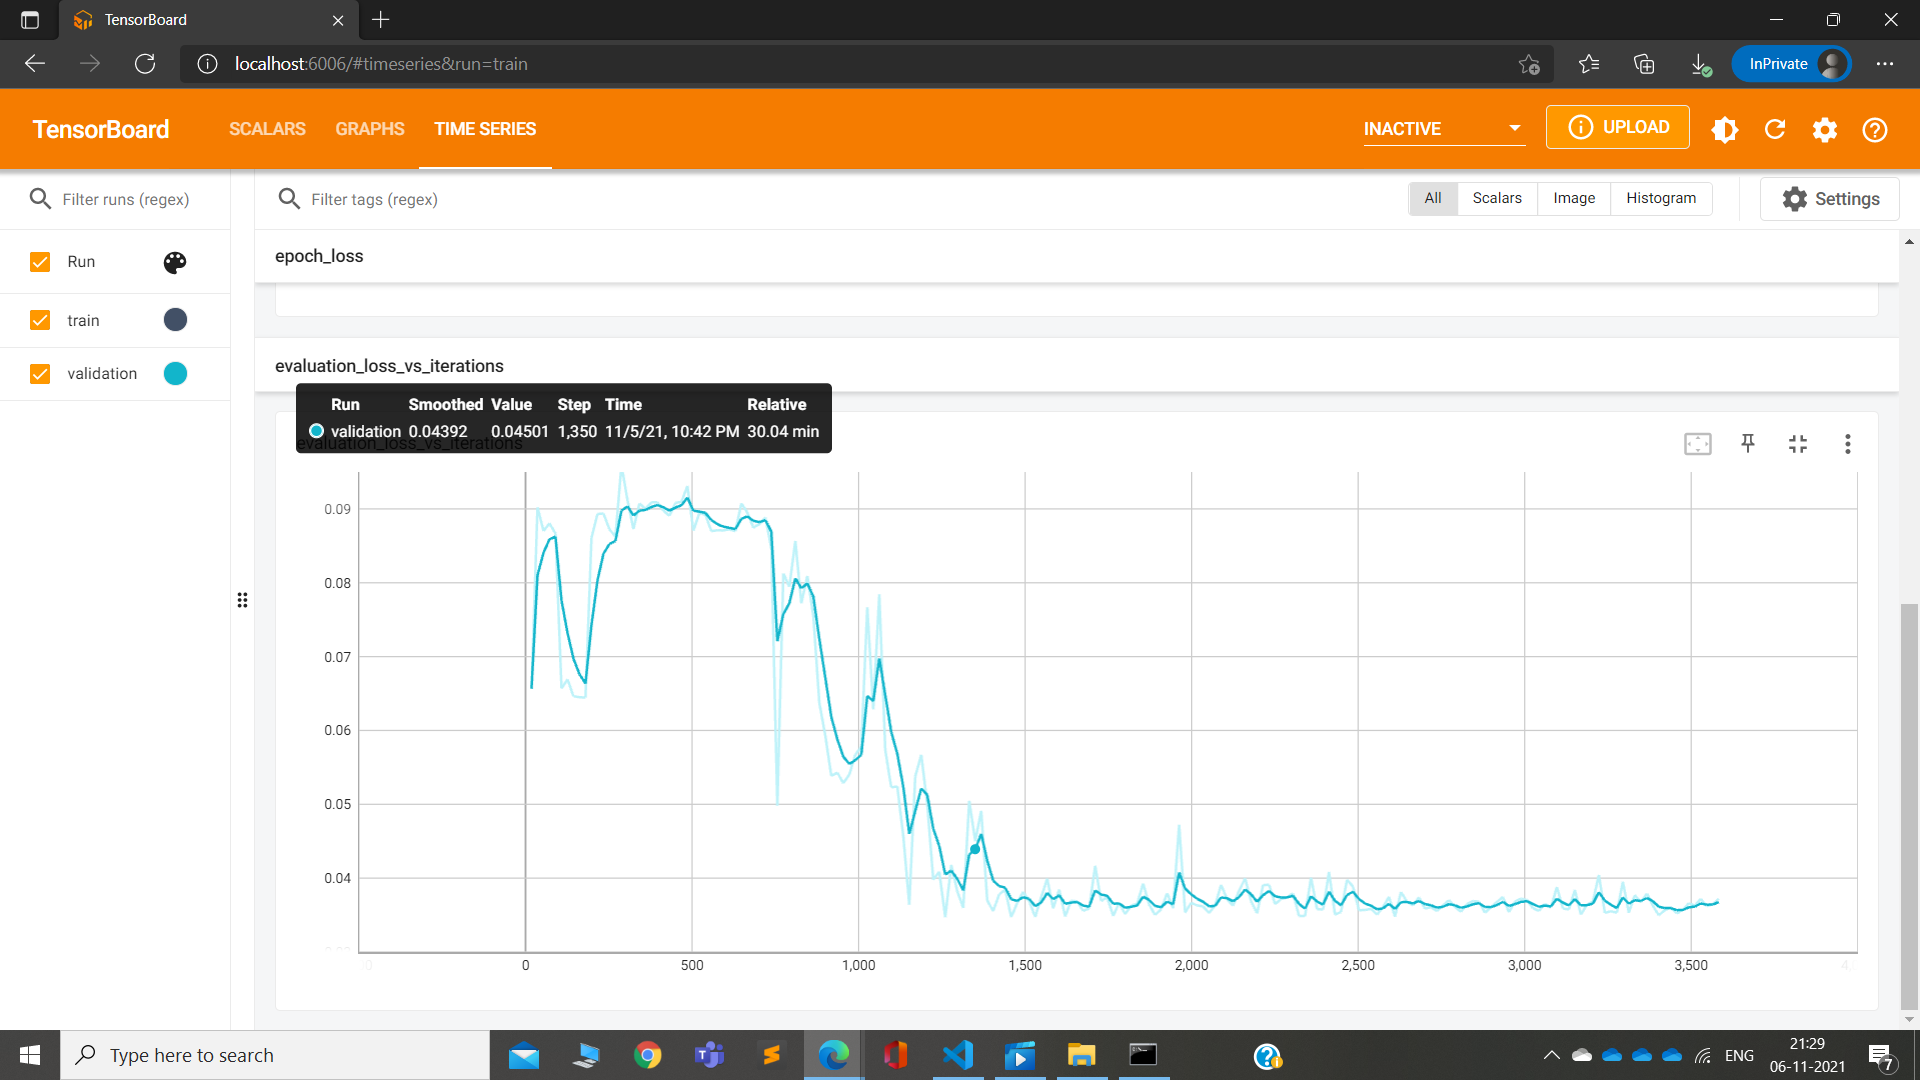 TensorBoard
localhost:6006/#timeseries&run=train
InPrivate
TensorBoard SCALARS GRAPHS TIME SERIES INACTIVE UPLOAD
Filter runs (regex) Filter tags (regex) All Scalars Image Histogram Settings
Run
train
validation
epoch_loss
evaluation_loss_vs_iterations
Run Smoothed Value Step Time Relative
validation 0.04392 0.04501 1,350 11/5/21, 10:42 PM 30.04 min
evaluation_loss_vs_iterations
0.09
0.08
0.07
0.06
0.05
0.04
0 500 1,000 1,500 2,000 2,500 3,000 3,500
Type here to search
ENG
21:29
06-11-2021
7